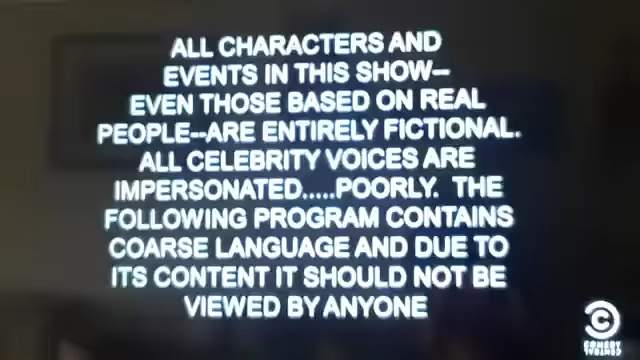 ALL CHARACTERS AND
EVENTS IN THIS SHOW--
EVEN THOSE BASED ON REAL
PEOPLE--ARE ENTIRELY FICTIONAL.
ALL CELEBRITY VOICES ARE
IMPERSONATED.....POORLY. THE
FOLLOWING PROGRAM CONTAINS
COARSE LANGUAGE AND DUE TO
ITS CONTENT IT SHOULD NOT BE
VIEWED BY ANYONE
COMEDY
CENTRAL